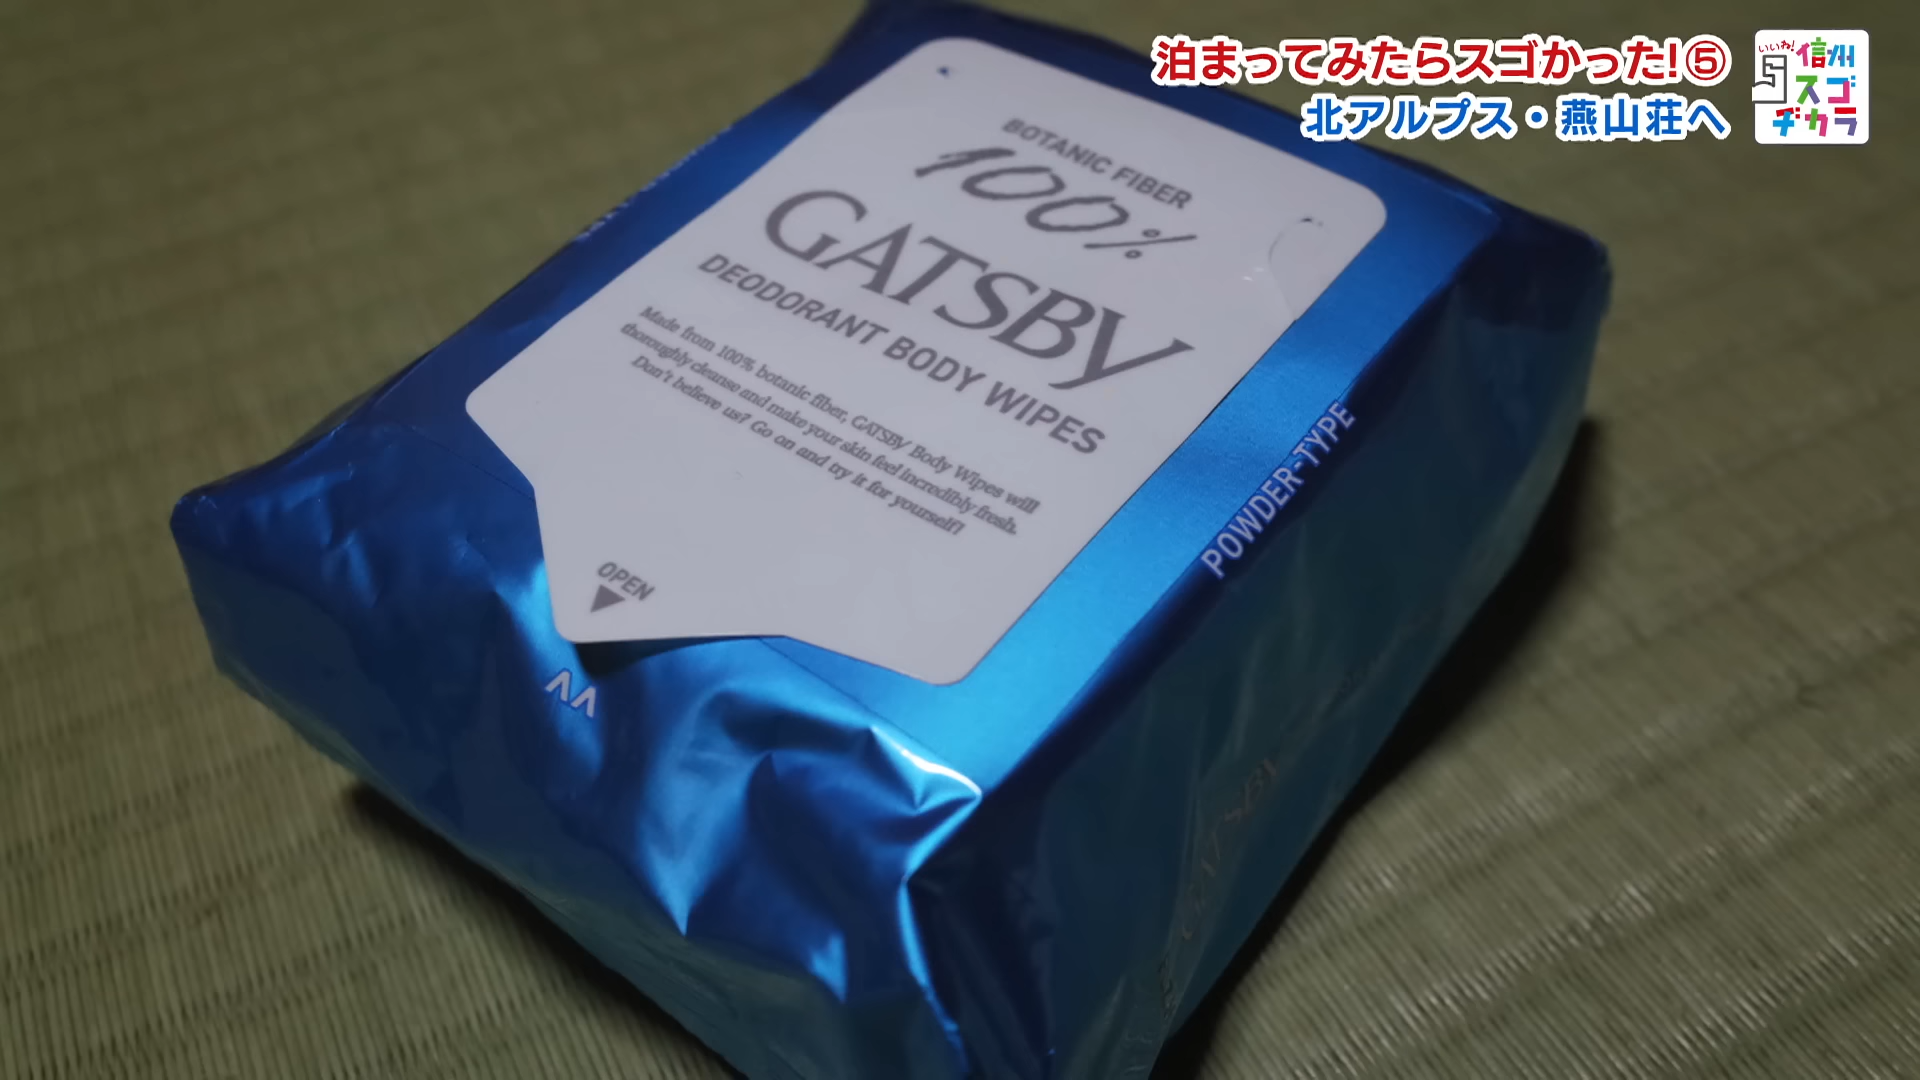 泊まってみたらスゴかった!⑤
北アルプス・燕山荘へ
いいね!
信州
スゴ
ヂカラ
BOTANIC FIBER
100%
GATSBY
DEODORANT BODY WIPES
Made from 100% botanic fiber, GATSBY Body Wipes will
thoroughly cleanse and make your skin feel incredibly fresh.
Don't believe us? Go on and try it for yourself!
OPEN
POWDER-TYPE
GATSBY